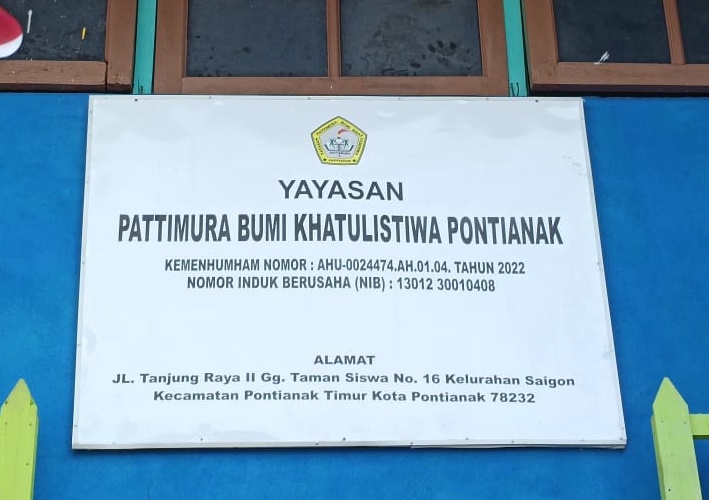 YAYASAN
PATTIMURA BUMI KHATULISTIWA PONTIANAK
KEMENHUMHAM NOMOR : AHU-0024474.AH.01.04. TAHUN 2022
NOMOR INDUK BERUSAHA (NIB) : 13012 30010408
ALAMAT
JL. Tanjung Raya II Gg. Taman Siswa No. 16 Kelurahan Saigon
Kecamatan Pontianak Timur Kota Pontianak 78232